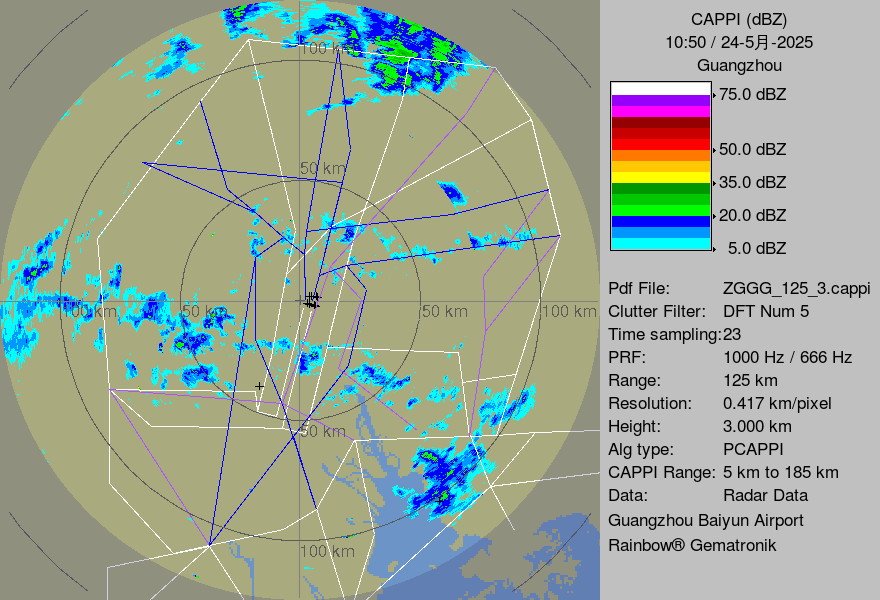 CAPPI (dBZ)
10:50 / 24-5月-2025
Guangzhou
75.0 dBZ
50.0 dBZ
35.0 dBZ
20.0 dBZ
5.0 dBZ
Pdf File: ZGGG_125_3.cappi
Clutter Filter: DFT Num 5
Time sampling:23
PRF: 1000 Hz / 666 Hz
Range: 125 km
Resolution: 0.417 km/pixel
Height: 3.000 km
Alg type: PCAPPI
CAPPI Range: 5 km to 185 km
Data: Radar Data
Guangzhou Baiyun Airport
Rainbow® Gematronik
100 km
50 km
100 km 50 km 50 km 100 km
50 km
100 km